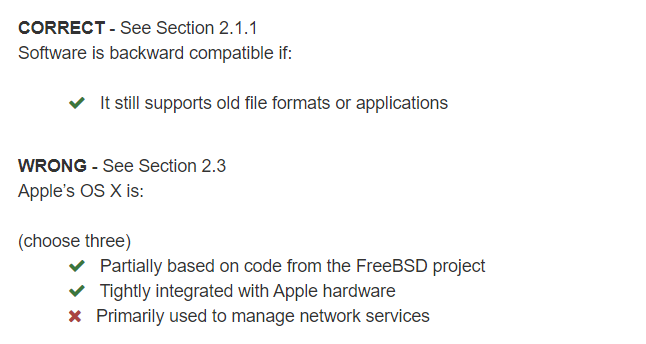 CORRECT - See Section 2.1.1
Software is backward compatible if:
✔ It still supports old file formats or applications
WRONG - See Section 2.3
Apple’s OS X is:
(choose three)
✔ Partially based on code from the FreeBSD project
✔ Tightly integrated with Apple hardware
✖ Primarily used to manage network services